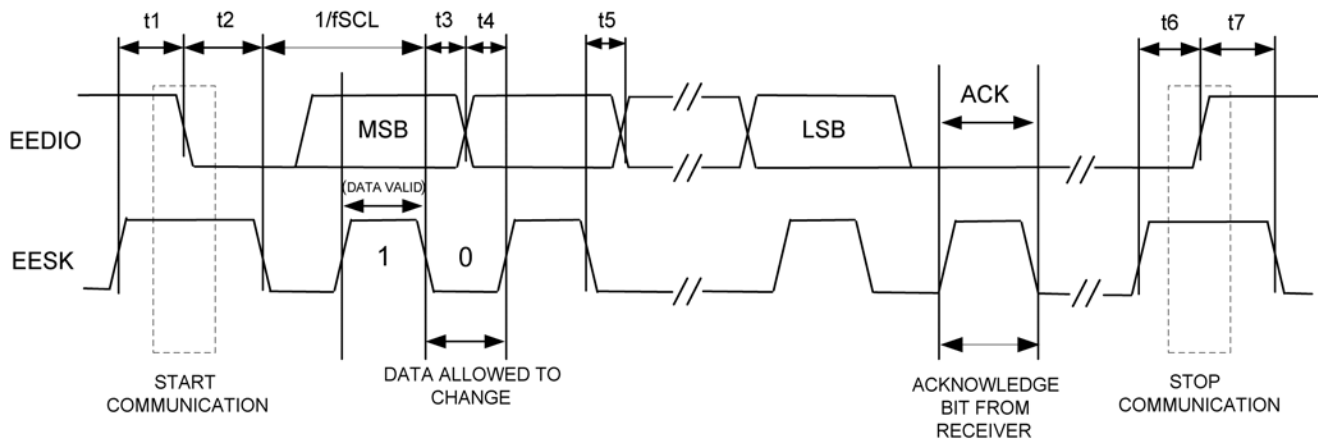 t1 t2 1/fSCL t3 t4 t5 t6 t7
EEDIO MSB LSB ACK
(DATA VALID)
EESK 1 0
START
COMMUNICATION
DATA ALLOWED TO
CHANGE
ACKNOWLEDGE
BIT FROM
RECEIVER
STOP
COMMUNICATION